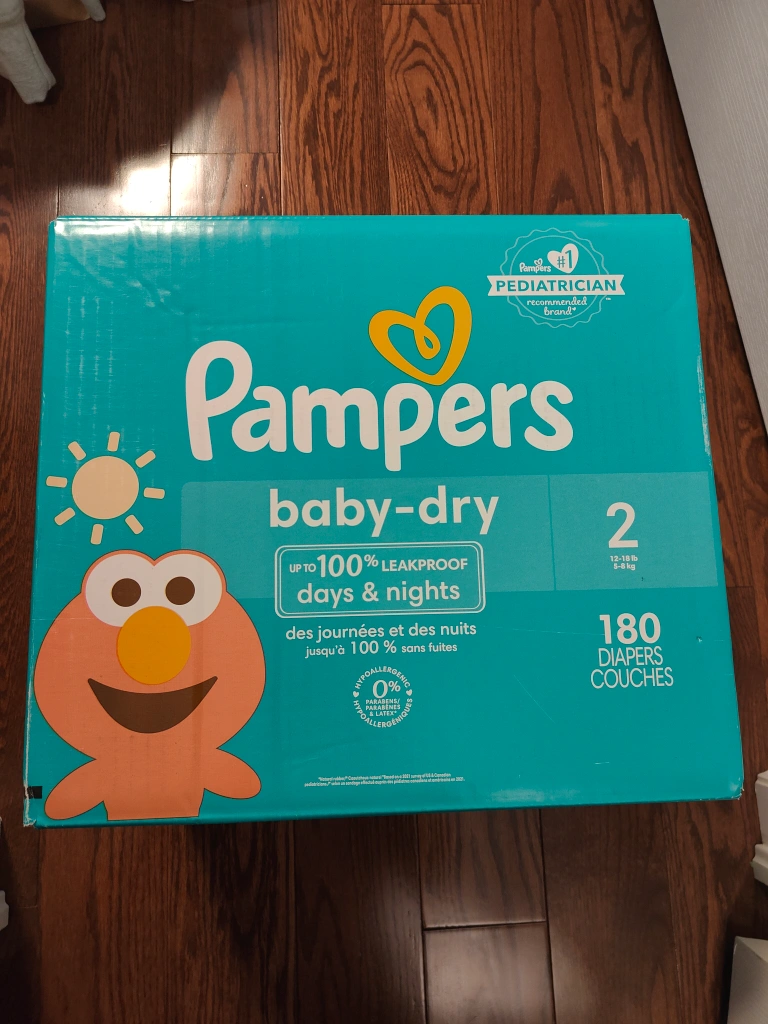 Pampers #1
PEDIATRICIAN
recommended
brand*
Pampers
baby-dry
2
12-18 lb
5-8 kg
UP TO 100% LEAKPROOF
days & nights
des journées et des nuits
jusqu'à 100 % sans fuites
180
DIAPERS
COUCHES
HYPOALLERGENIC
0%
PARABENS/
PARABÈNES
& LATEX*
HYPOALLERGÉNIQUES